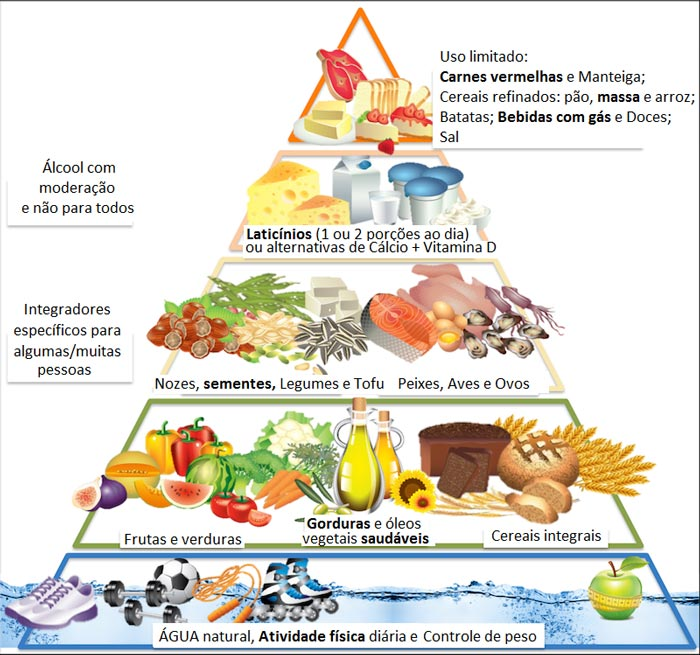 Uso limitado:
Carnes vermelhas e Manteiga;
Cereais refinados: pão, massa e arroz;
Batatas; Bebidas com gás e Doces;
Sal
Álcool com
moderação
e não para todos
Laticínios (1 ou 2 porções ao dia)
ou alternativas de Cálcio + Vitamina D
Integradores
específicos para
algumas/muitas
pessoas
Nozes, sementes, Legumes e Tofu
Peixes, Aves e Ovos
Frutas e verduras
Gorduras e óleos
vegetais saudáveis
Cereais integrais
ÁGUA natural, Atividade física diária e Controle de peso